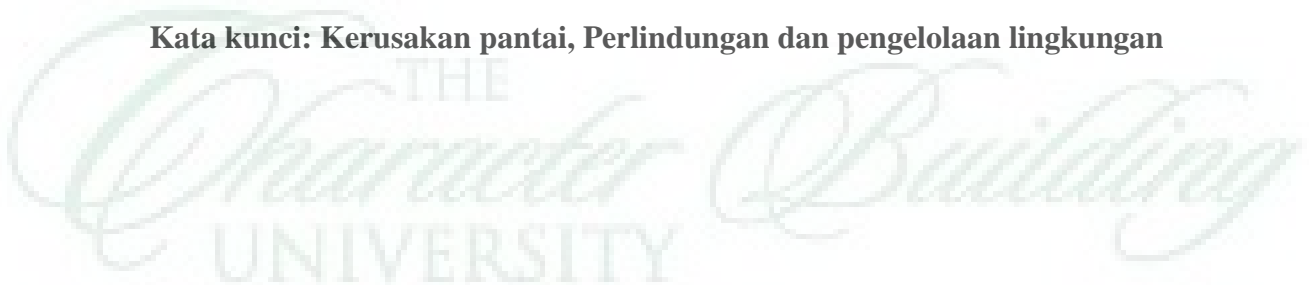 Kata kunci: Kerusakan pantai, Perlindungan dan pengelolaan lingkungan
THE
Character Building
UNIVERSITY